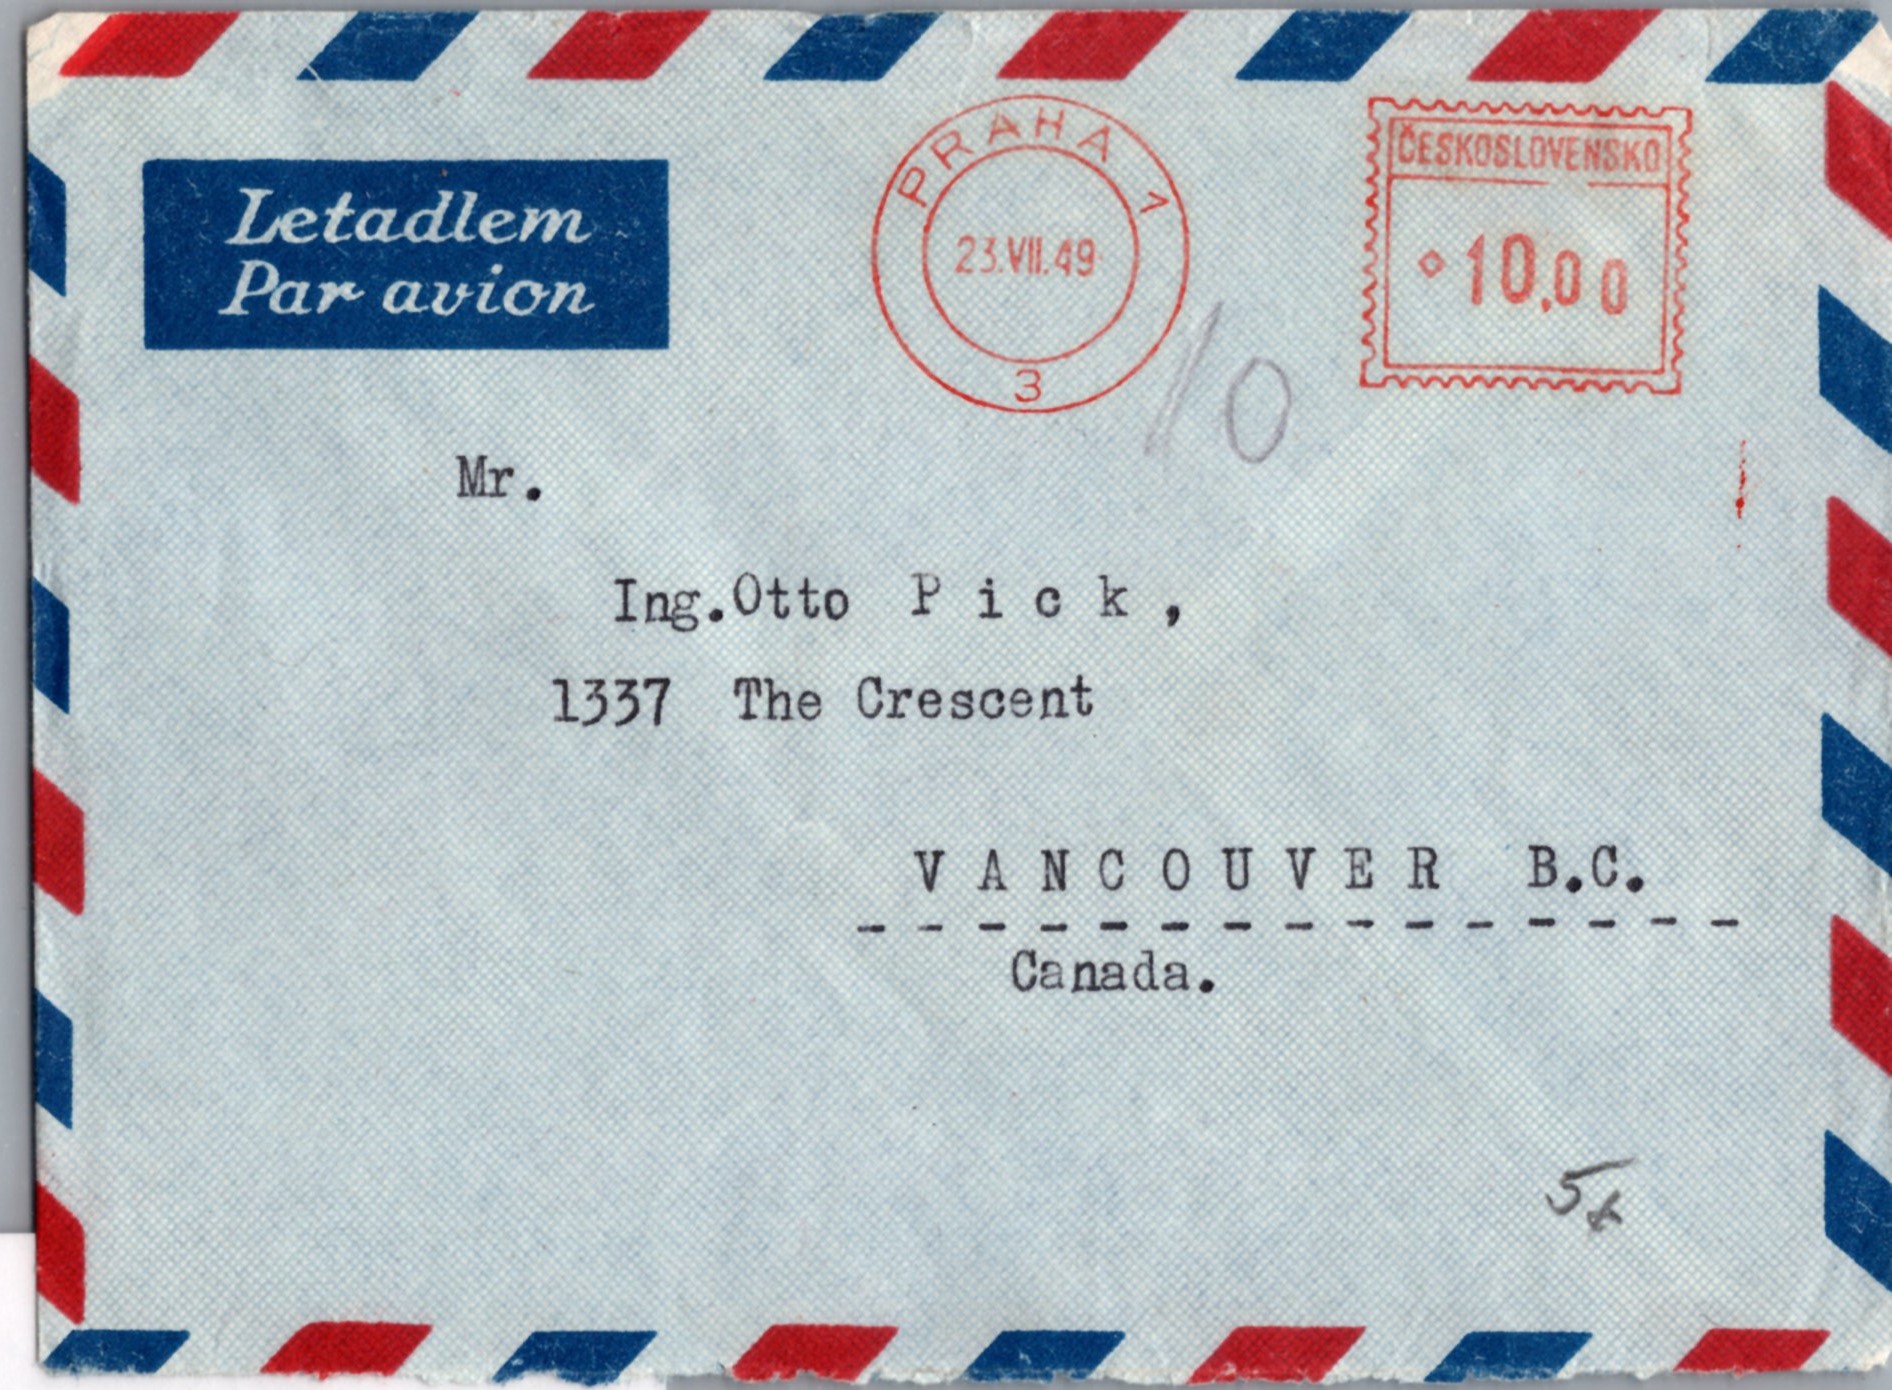 Letadlem
Par avion
PRAHA 1
23.VII.49
3
ČESKOSLOVENSKO
10,00
10
Mr.
Ing.Otto P i c k ,
1337 The Crescent
V A N C O U V E R B.C.
- - - - - - - - - - - - - - -
Canada.